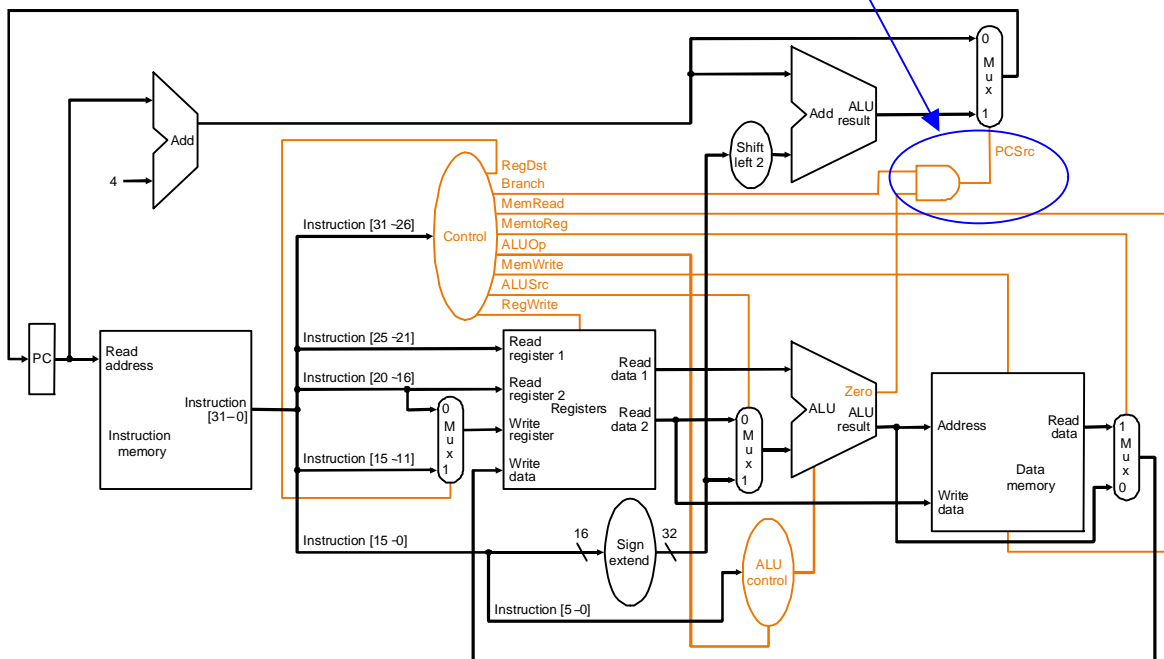 0
M
u
x
1
Add
ALU
result
Add
4
Shift
left 2
PCSrc
RegDst
Branch
MemRead
MemtoReg
ALUOp
MemWrite
ALUSrc
RegWrite
Control
Instruction [31–26]
Instruction [25–21]
Instruction [20–16]
Instruction [15–11]
Instruction [15–0]
Instruction [5–0]
PC
Read
address
Instruction
[31–0]
Instruction
memory
0
M
u
x
1
Read
register 1
Read
register 2
Write
register
Write
data
Registers
Read
data 1
Read
data 2
0
M
u
x
1
Zero
ALU
ALU
result
Address
Write
data
Read
data
Data
memory
1
M
u
x
0
16
Sign
extend
32
ALU
control